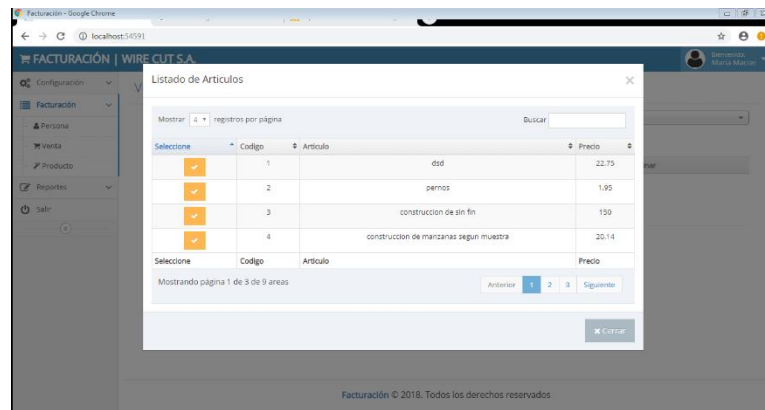 Facturación - Google Chrome
localhost:54591
FACTURACIÓN | WIRE CUT S.A.
Bienvenido,
Maria Macias
Configuración
Facturación
Persona
Venta
Producto
Reportes
Salir
Listado de Articulos
Mostrar 4 registros por página
Buscar
Seleccione Codigo Articulo Precio
1 dsd 22.75
2 pernos 1.95
3 construccion de sin fin 150
4 construccion de manzanas segun muestra 20.14
Seleccione Codigo Articulo Precio
Mostrando página 1 de 3 de 9 areas
Anterior 1 2 3 Siguiente
Cerrar
Facturación © 2018. Todos los derechos reservados